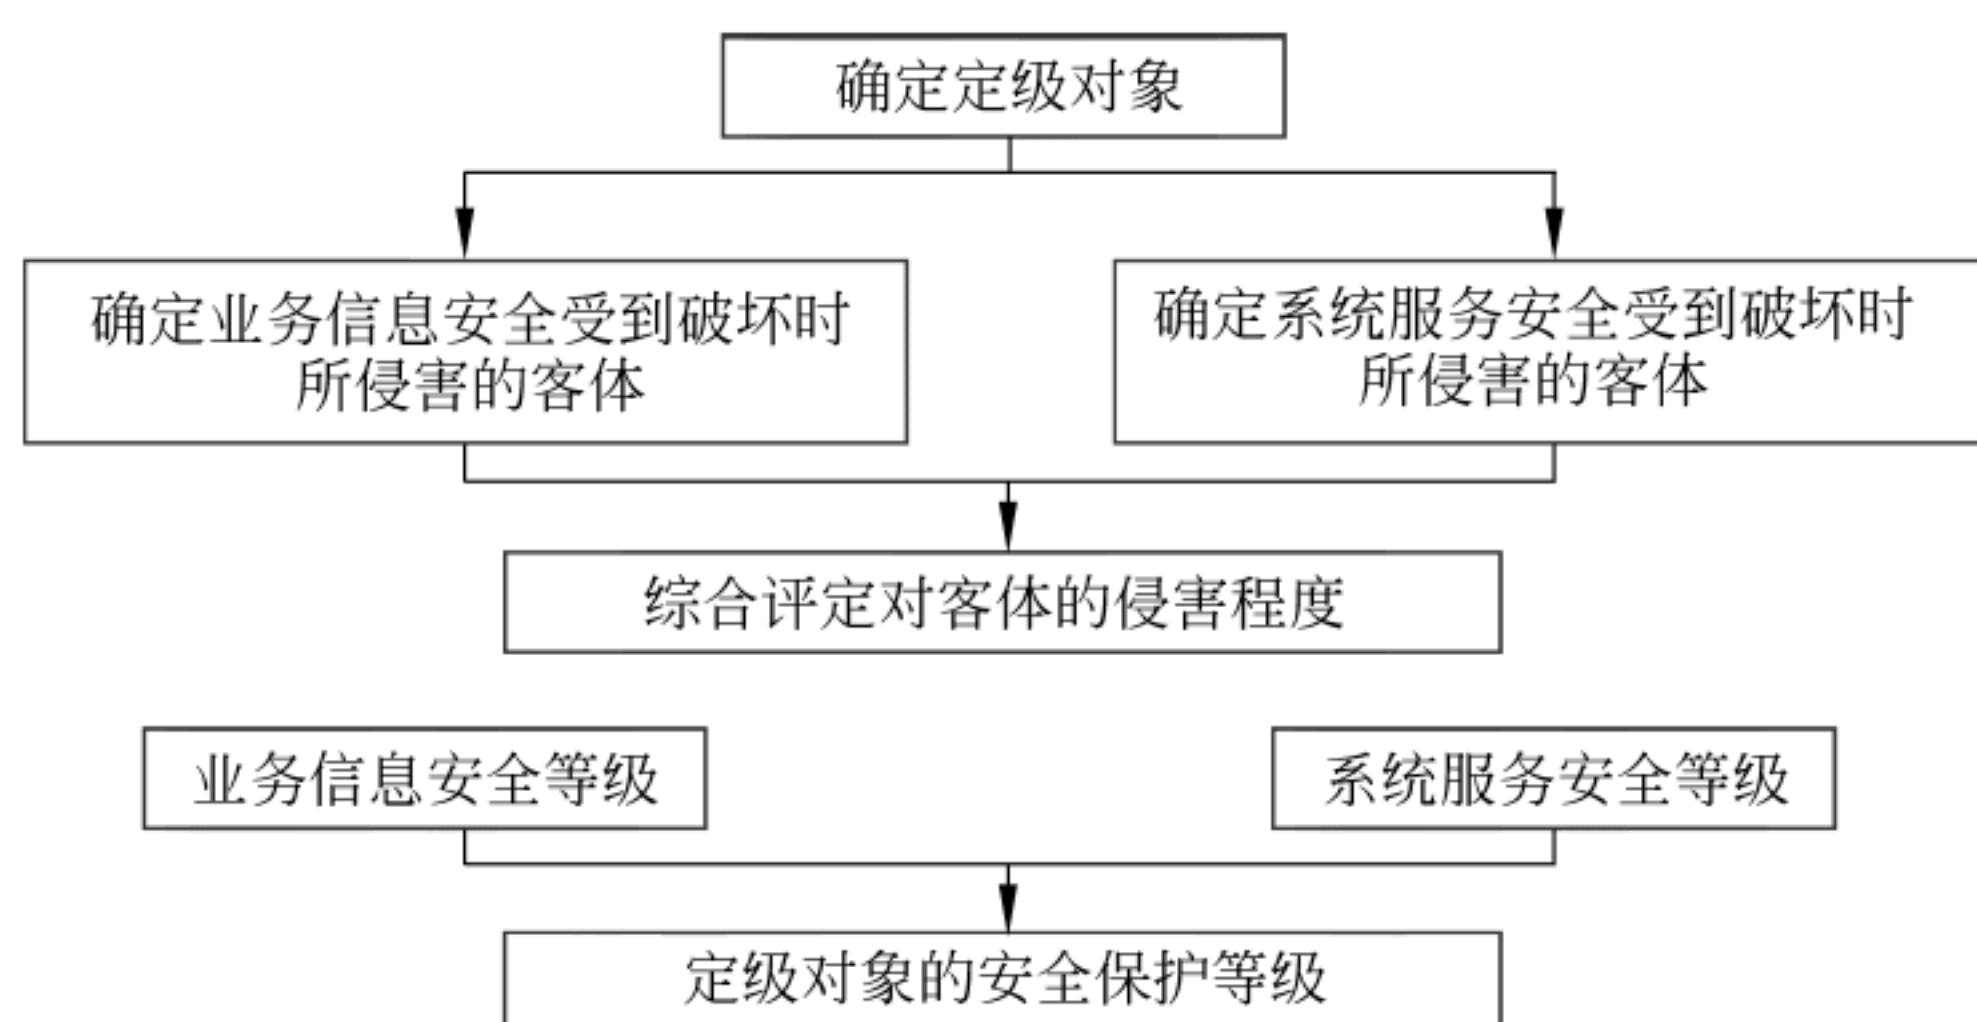 确定定级对象
确定业务信息安全受到破坏时
所侵害的客体
确定系统服务安全受到破坏时
所侵害的客体
综合评定对客体的侵害程度
业务信息安全等级
系统服务安全等级
定级对象的安全保护等级